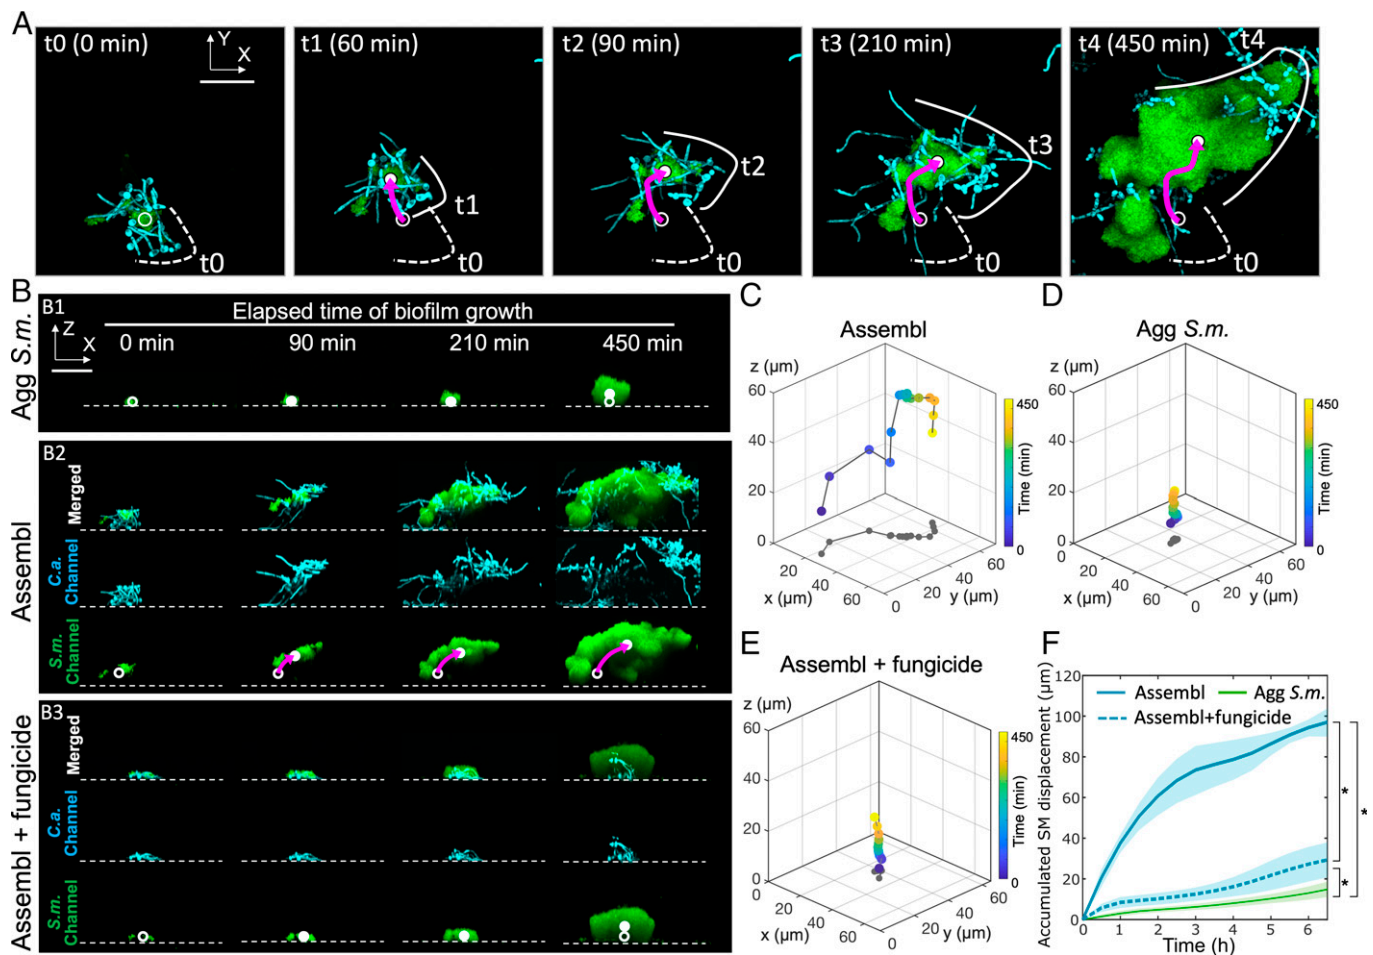 A
t0 (0 min)
Y
X
t0
t1 (60 min)
t1
t0
t2 (90 min)
t2
t0
t3 (210 min)
t3
t0
t4 (450 min)
t4
t0
B
Agg S.m.
B1
Elapsed time of biofilm growth
Z
X
0 min 90 min 210 min 450 min
Assembl
B2
Merged
C.a. Channel
S.m. Channel
Assembl + fungicide
B3
Merged
C.a. Channel
S.m. Channel
C
Assembl
z (µm)
60
40
20
0
20
40
60
x (µm)
0
20
40
60
y (µm)
450
Time (min)
0
D
Agg S.m.
z (µm)
60
40
20
0
0
20
40
60
x (µm)
0
20
40
60
y (µm)
450
Time (min)
0
E
Assembl + fungicide
z (µm)
60
40
20
0
20
40
60
x (µm)
0
20
40
60
y (µm)
450
Time (min)
0
F
Accumulated SM displacement (µm)
120
100
80
60
40
20
0
Assembl Agg S.m.
Assembl+fungicide
*
*
*
1 2 3 4 5 6
Time (h)